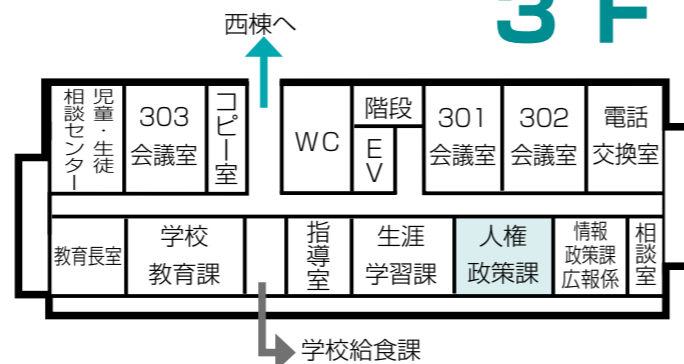 3F
西棟へ
児童・生徒
相談センター
303
会議室
コピー室
WC
階段
EV
301
会議室
302
会議室
電話
交換室
教育長室
学校
教育課
指導室
生涯
学習課
人権
政策課
情報
政策課
広報係
相談室
学校給食課